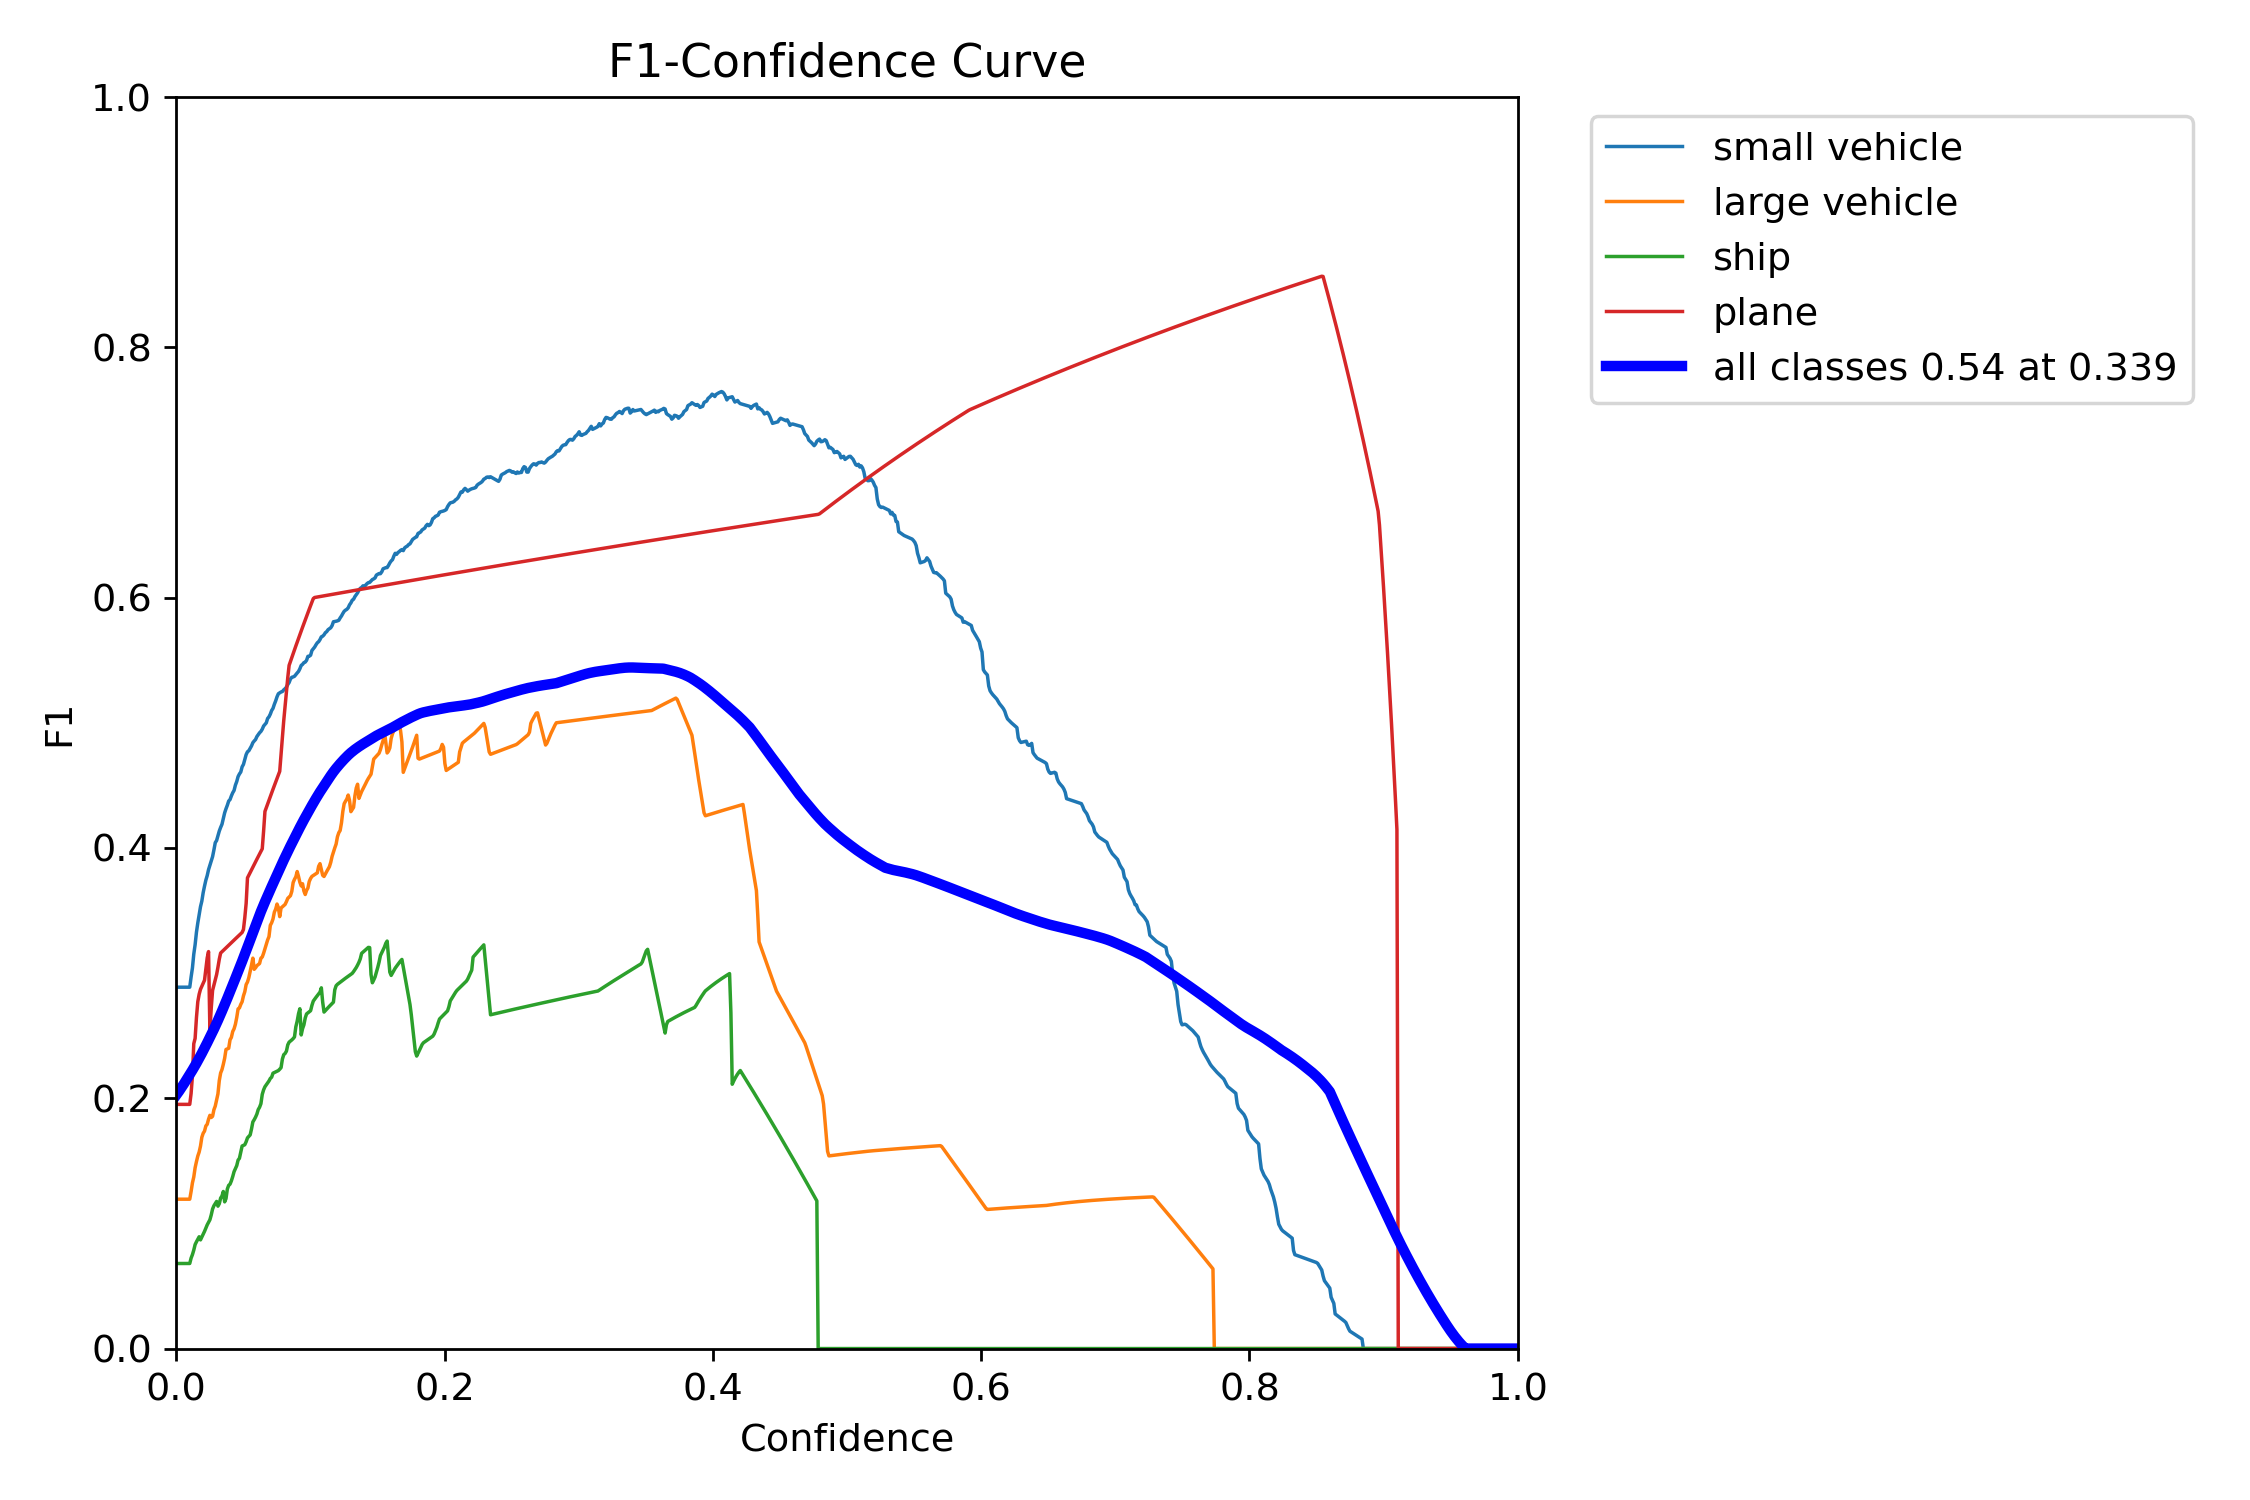 F1-Confidence Curve
1.0
0.8
0.6
0.4
0.2
0.0
F1
0.0 0.2 0.4 0.6 0.8 1.0
Confidence
small vehicle
large vehicle
ship
plane
all classes 0.54 at 0.339